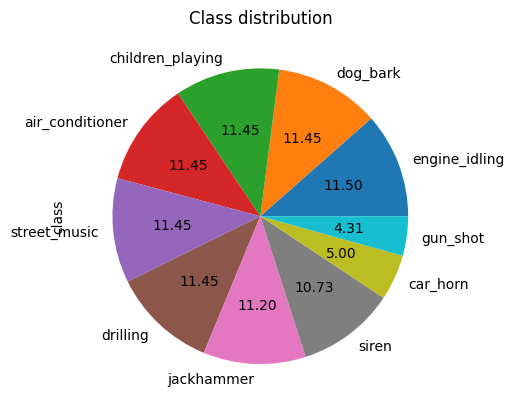 Class distribution
children_playing
dog_bark
air_conditioner
engine_idling
street_music
class
gun_shot
car_horn
drilling
siren
jackhammer
11.45
11.45
11.45
11.50
11.45
4.31
5.00
11.45
10.73
11.20